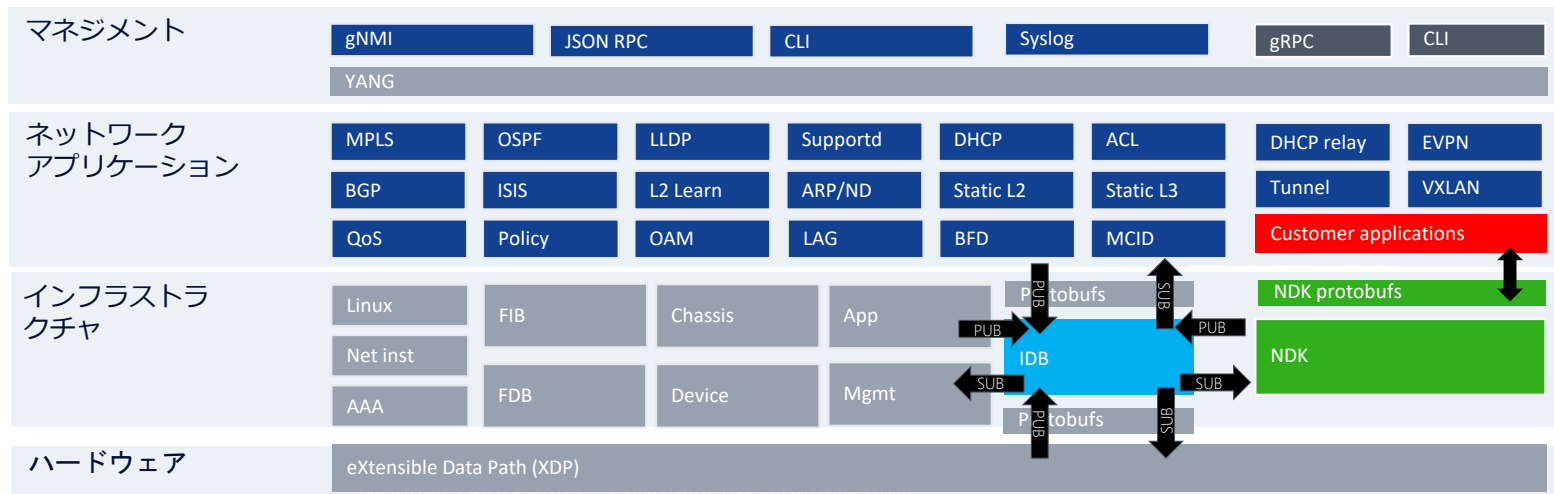 マネジメント
gNMI
JSON RPC
CLI
Syslog
gRPC
CLI
YANG
ネットワーク
アプリケーション
MPLS
OSPF
LLDP
Supportd
DHCP
ACL
DHCP relay
EVPN
BGP
ISIS
L2 Learn
ARP/ND
Static L2
Static L3
Tunnel
VXLAN
QoS
Policy
OAM
LAG
BFD
MCID
Customer applications
インフラストラ
クチャ
Linux
FIB
Chassis
App
Protobufs
PUB
SUB
NDK protobufs
PUB
PUB
Net inst
IDB
NDK
AAA
FDB
Device
Mgmt
SUB
SUB
Protobufs
PUB
SUB
ハードウェア
eXtensible Data Path (XDP)